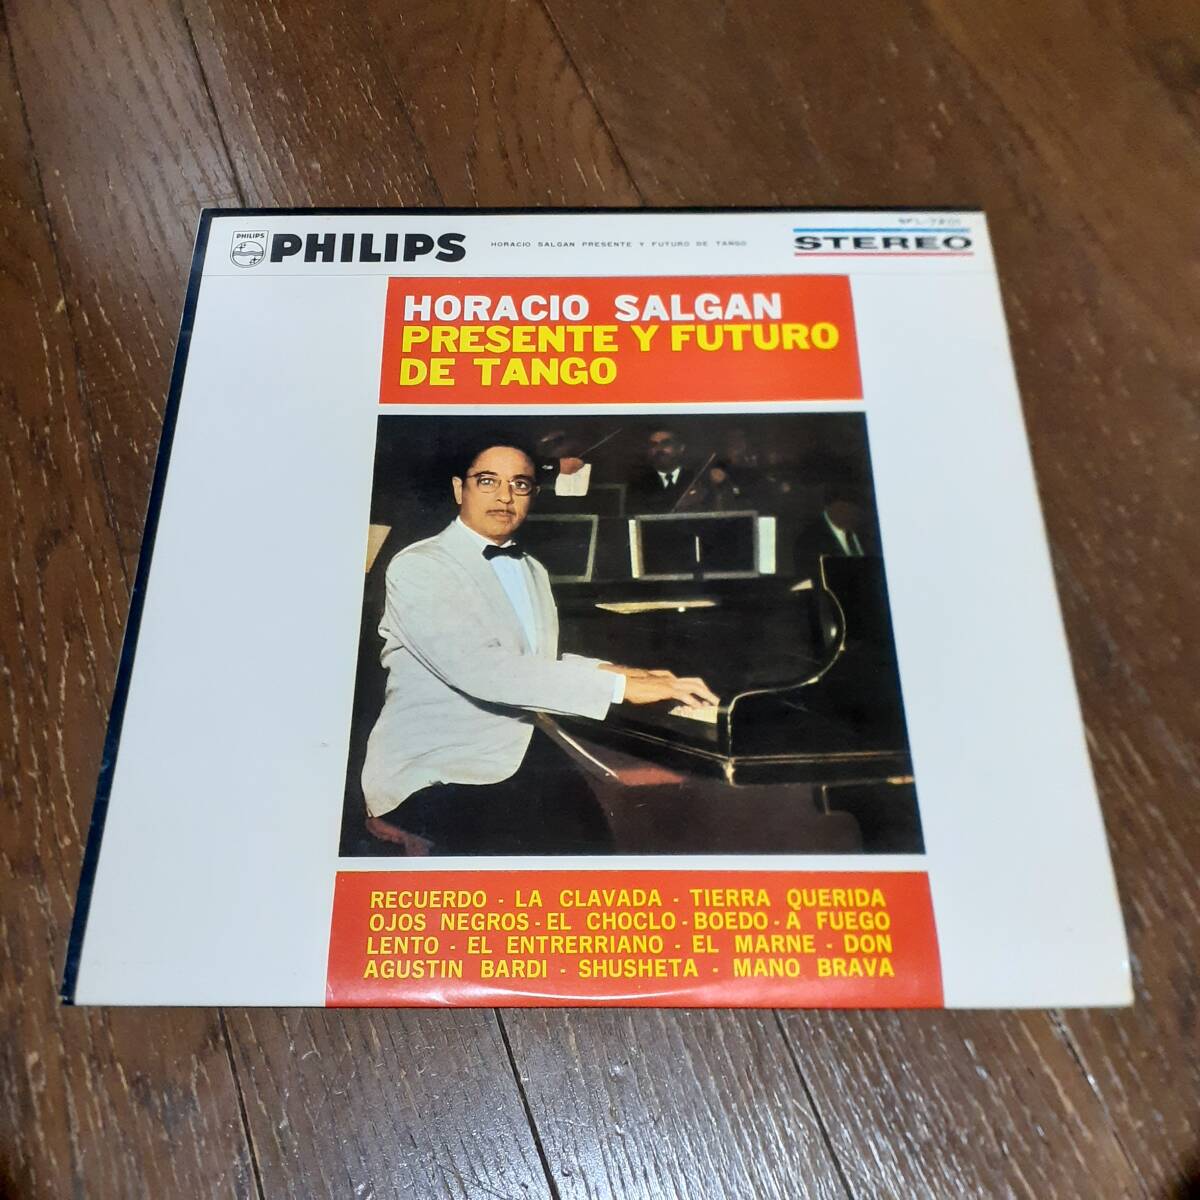 PHILIPS
PHILIPS
HORACIO SALGAN PRESENTE Y FUTURO DE TANGO
STEREO
HORACIO SALGAN
PRESENTE Y FUTURO
DE TANGO
RECUERDO - LA CLAVADA - TIERRA QUERIDA
OJOS NEGROS - EL CHOCLO - BOEDO - A FUEGO
LENTO - EL ENTRERRIANO - EL MARNE - DON
AGUSTIN BARDI - SHUSHETA - MANO BRAVA